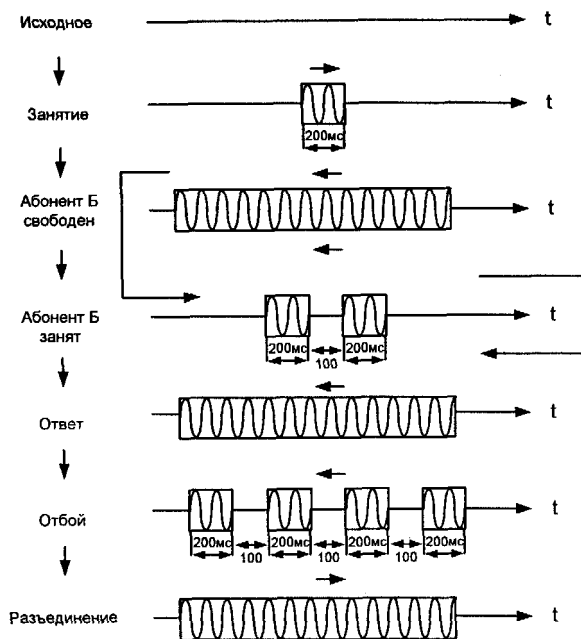 Исходное
t
Занятие
200мс
t
Абонент Б
свободен
t
Абонент Б
занят
200мс
100
200мс
t
Ответ
t
Отбой
200мс
100
200мс
100
200мс
100
200мс
t
Разъединение
t